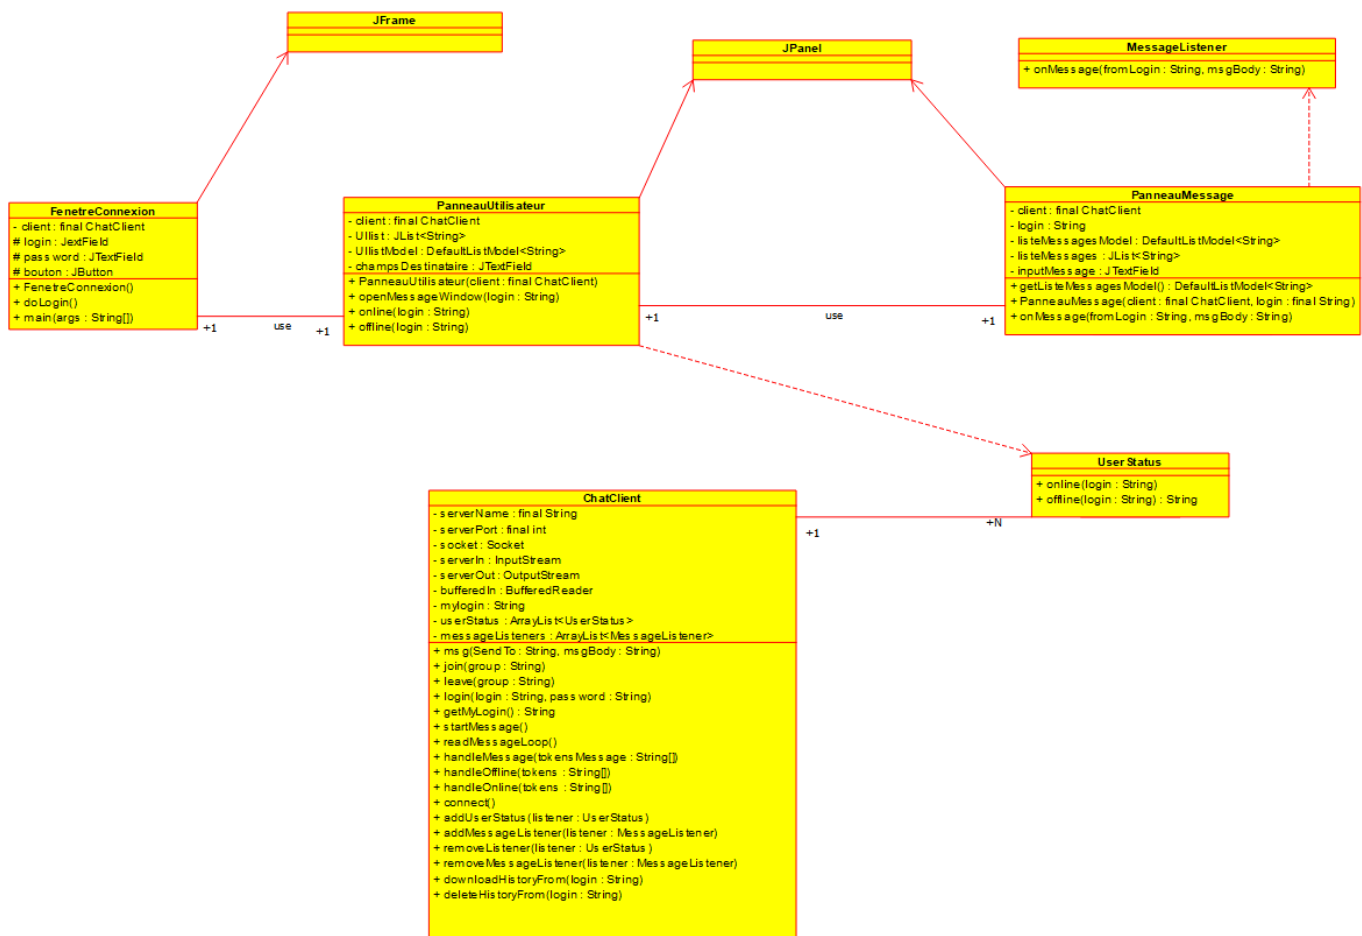 JFrame
JPanel
MessageListener
+ onMessage(fromLogin : String, msgBody : String)
FenetreConnexion
- client : final ChatClient
# login : JextField
# password : JTextField
# bouton : JButton
+ FenetreConnexion()
+ doLogin()
+ main(args : String[])
+1
use
+1
PanneauUtilisateur
- client : final ChatClient
- UIlist : JList<String>
- UIlistModel : DefaultListModel<String>
- champsDestinataire : JTextField
+ PanneauUtilisateur(client : final ChatClient)
+ openMessageWindow(login : String)
+ online(login : String)
+ offline(login : String)
+1
use
+1
PanneauMessage
- client : final ChatClient
- login : String
- listeMessagesModel : DefaultListModel<String>
- listeMessages : JList<String>
- inputMessage : JTextField
+ getListeMessagesModel() : DefaultListModel<String>
+ PanneauMessage(client : final ChatClient, login : final String)
+ onMessage(fromLogin : String, msgBody : String)
UserStatus
+ online(login : String)
+ offline(login : String) : String
+1
+N
ChatClient
- serverName : final String
- serverPort : final int
- socket : Socket
- serverIn : InputStream
- serverOut : OutputStream
- bufferedIn : BufferedReader
- mylogin : String
- userStatus : ArrayList<UserStatus>
- messageListeners : ArrayList<MessageListener>
+ msg(SendTo : String, msgBody : String)
+ join(group : String)
+ leave(group : String)
+ login(login : String, password : String)
+ getMyLogin() : String
+ startMessage()
+ readMessageLoop()
+ handleMessage(tokensMessage : String[])
+ handleOffline(tokens : String[])
+ handleOnline(tokens : String[])
+ connect()
+ addUserStatus(listener : UserStatus)
+ addMessageListener(listener : MessageListener)
+ removeListener(listener : UserStatus)
+ removeMessageListener(listener : MessageListener)
+ downloadHistoryFrom(login : String)
+ deleteHistoryFrom(login : String)